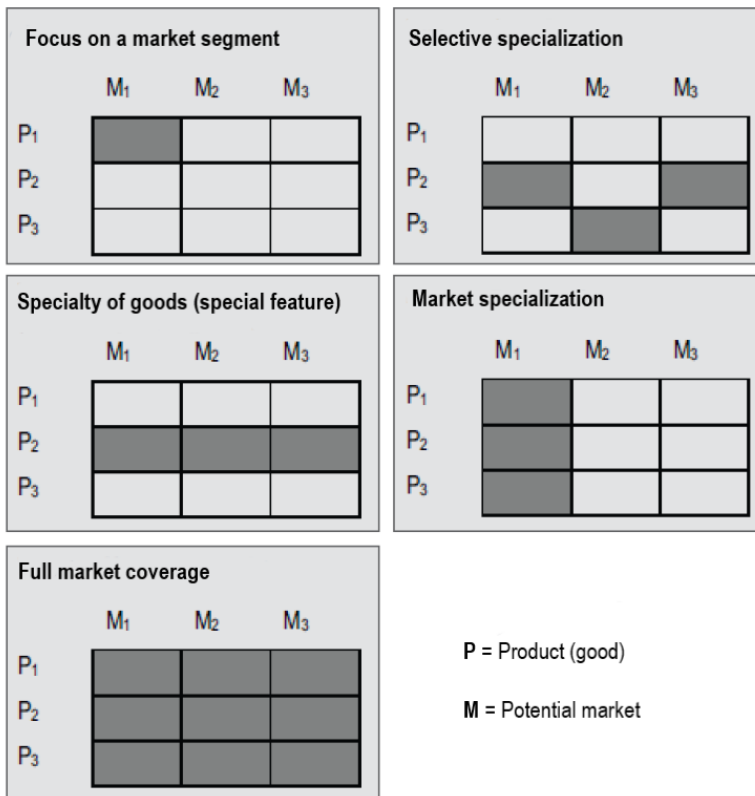 Focus on a market segment
M₁ M₂ M₃
P₁
P₂
P₃
Selective specialization
M₁ M₂ M₃
P₁
P₂
P₃
Specialty of goods (special feature)
M₁ M₂ M₃
P₁
P₂
P₃
Market specialization
M₁ M₂ M₃
P₁
P₂
P₃
Full market coverage
M₁ M₂ M₃
P₁
P₂
P₃
P = Product (good)
M = Potential market